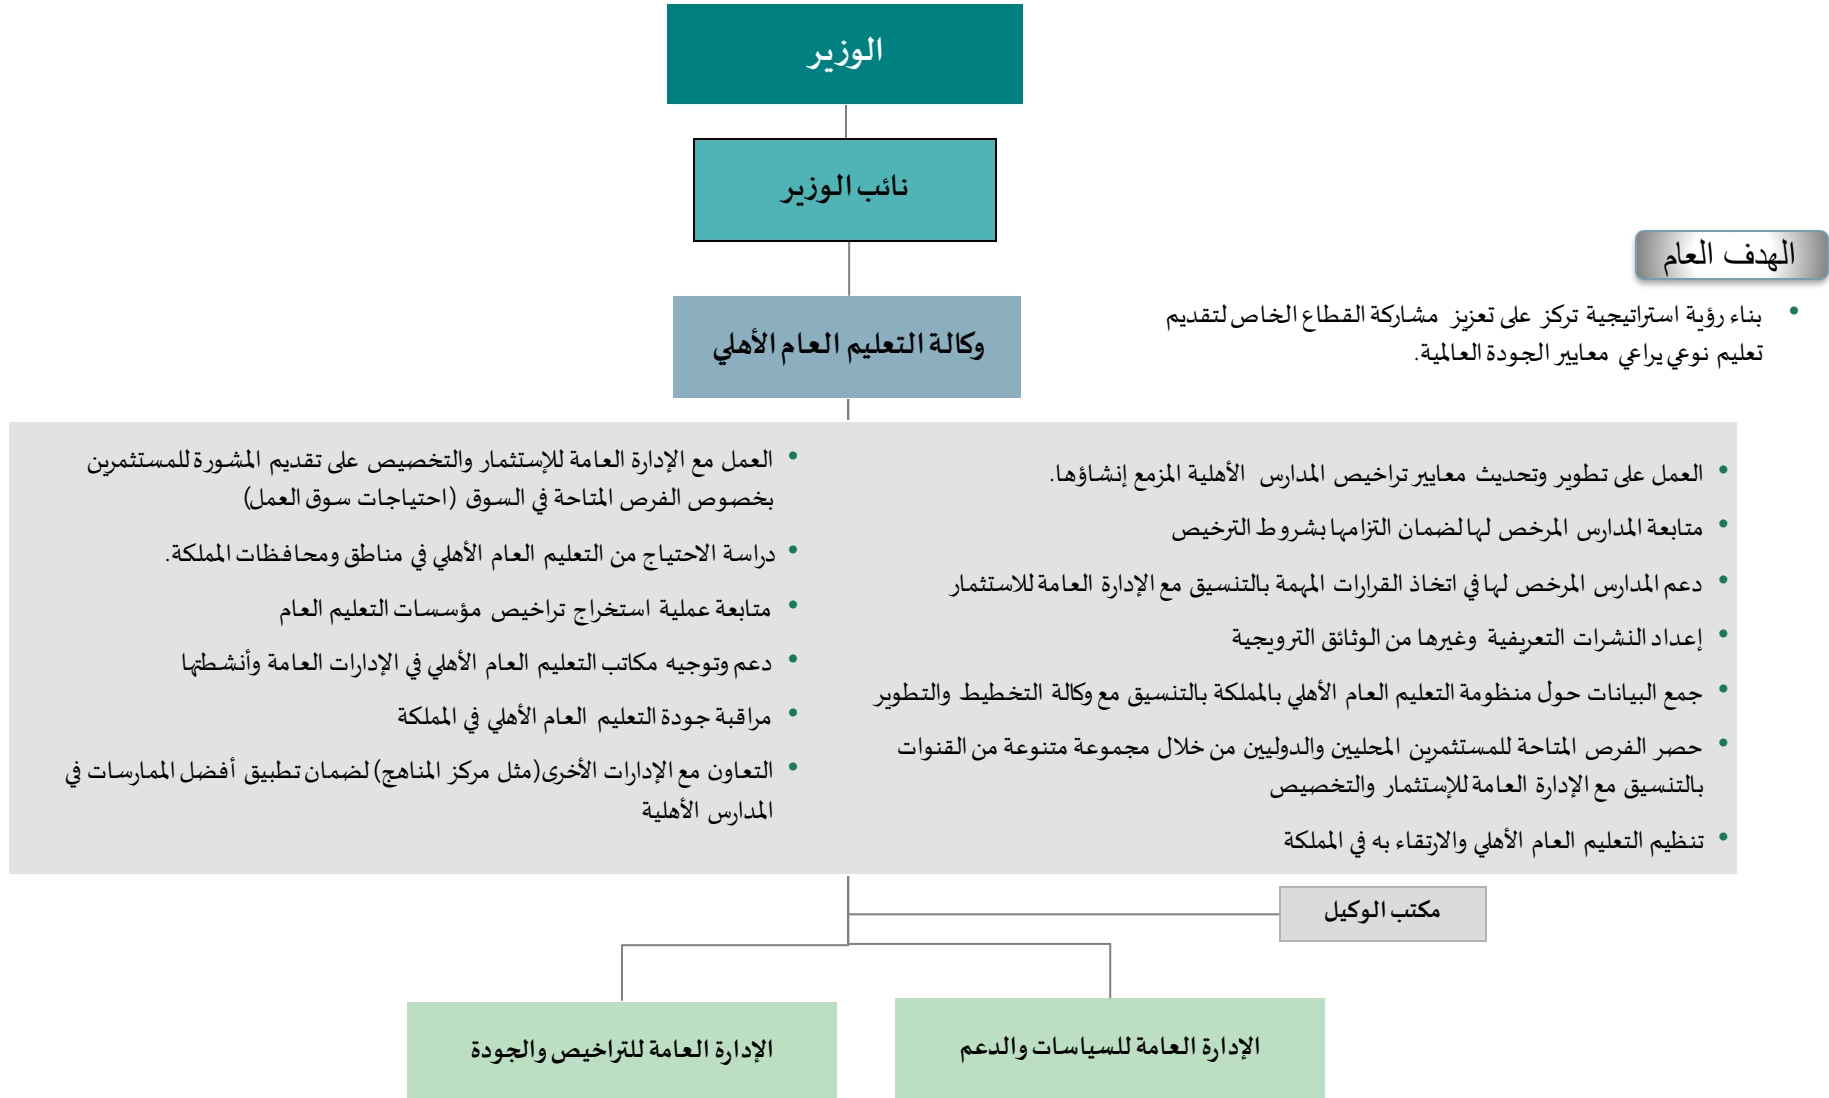 الوزير
نائب الوزير
الهدف العام
• بناء رؤية استراتيجية تركز على تعزيز مشاركة القطاع الخاص لتقديم
تعليم نوعي يراعي معايير الجودة العالمية.
وكالة التعليم العام الأهلي
• العمل على تطوير وتحديث معايير تراخيص المدارس الأهلية المزمع إنشاؤها.
• متابعة المدارس المرخص لها لضمان التزامها بشروط الترخيص
• دعم المدارس المرخص لها في اتخاذ القرارات المهمة بالتنسيق مع الإدارة العامة للاستثمار
• إعداد النشرات التعريفية وغيرها من الوثائق الترويجية
• جمع البيانات حول منظومة التعليم العام الأهلي بالمملكة بالتنسيق مع وكالة التخطيط والتطوير
• حصر الفرص المتاحة للمستثمرين المحليين والدوليين من خلال مجموعة متنوعة من القنوات
بالتنسيق مع الإدارة العامة للإستثمار والتخصيص
• تنظيم التعليم العام الأهلي والارتقاء به في المملكة
• العمل مع الإدارة العامة للإستثمار والتخصيص على تقديم المشورة للمستثمرين
بخصوص الفرص المتاحة في السوق (احتياجات سوق العمل)
• دراسة الاحتياج من التعليم العام الأهلي في مناطق ومحافظات المملكة.
• متابعة عملية استخراج تراخيص مؤسسات التعليم العام
• دعم وتوجيه مكاتب التعليم العام الأهلي في الإدارات العامة وأنشطتها
• مراقبة جودة التعليم العام الأهلي في المملكة
• التعاون مع الإدارات الأخرى (مثل مركز المناهج) لضمان تطبيق أفضل الممارسات في
المدارس الأهلية
مكتب الوكيل
الإدارة العامة للسياسات والدعم
الإدارة العامة للتراخيص والجودة